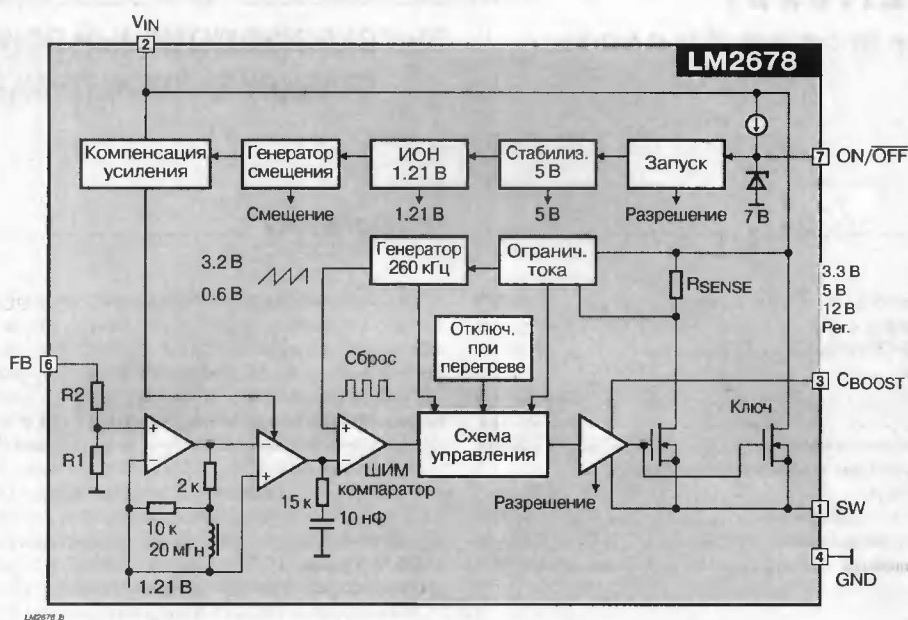 VIN
2
LM2678
Компенсация
усиления
Генератор
смещения
ИОН
1.21 В
Стабилиз.
5 В
Запуск
7
ON/OFF
Смещение
1.21 В
5 В
Разрешение
7 В
3.2 В
0.6 В
Генератор
260 кГц
Огранич.
тока
RSENSE
3.3 В
5 В
12 В
Рег.
Отключ.
при
перегреве
FB
6
Сброс
3
CBOOST
R2
R1
Ключ
Схема
управления
ШИМ
компаратор
2 к
15 к
10 нФ
Разрешение
1
SW
10 к
20 мГн
1.21 В
4
GND
LM2678_B